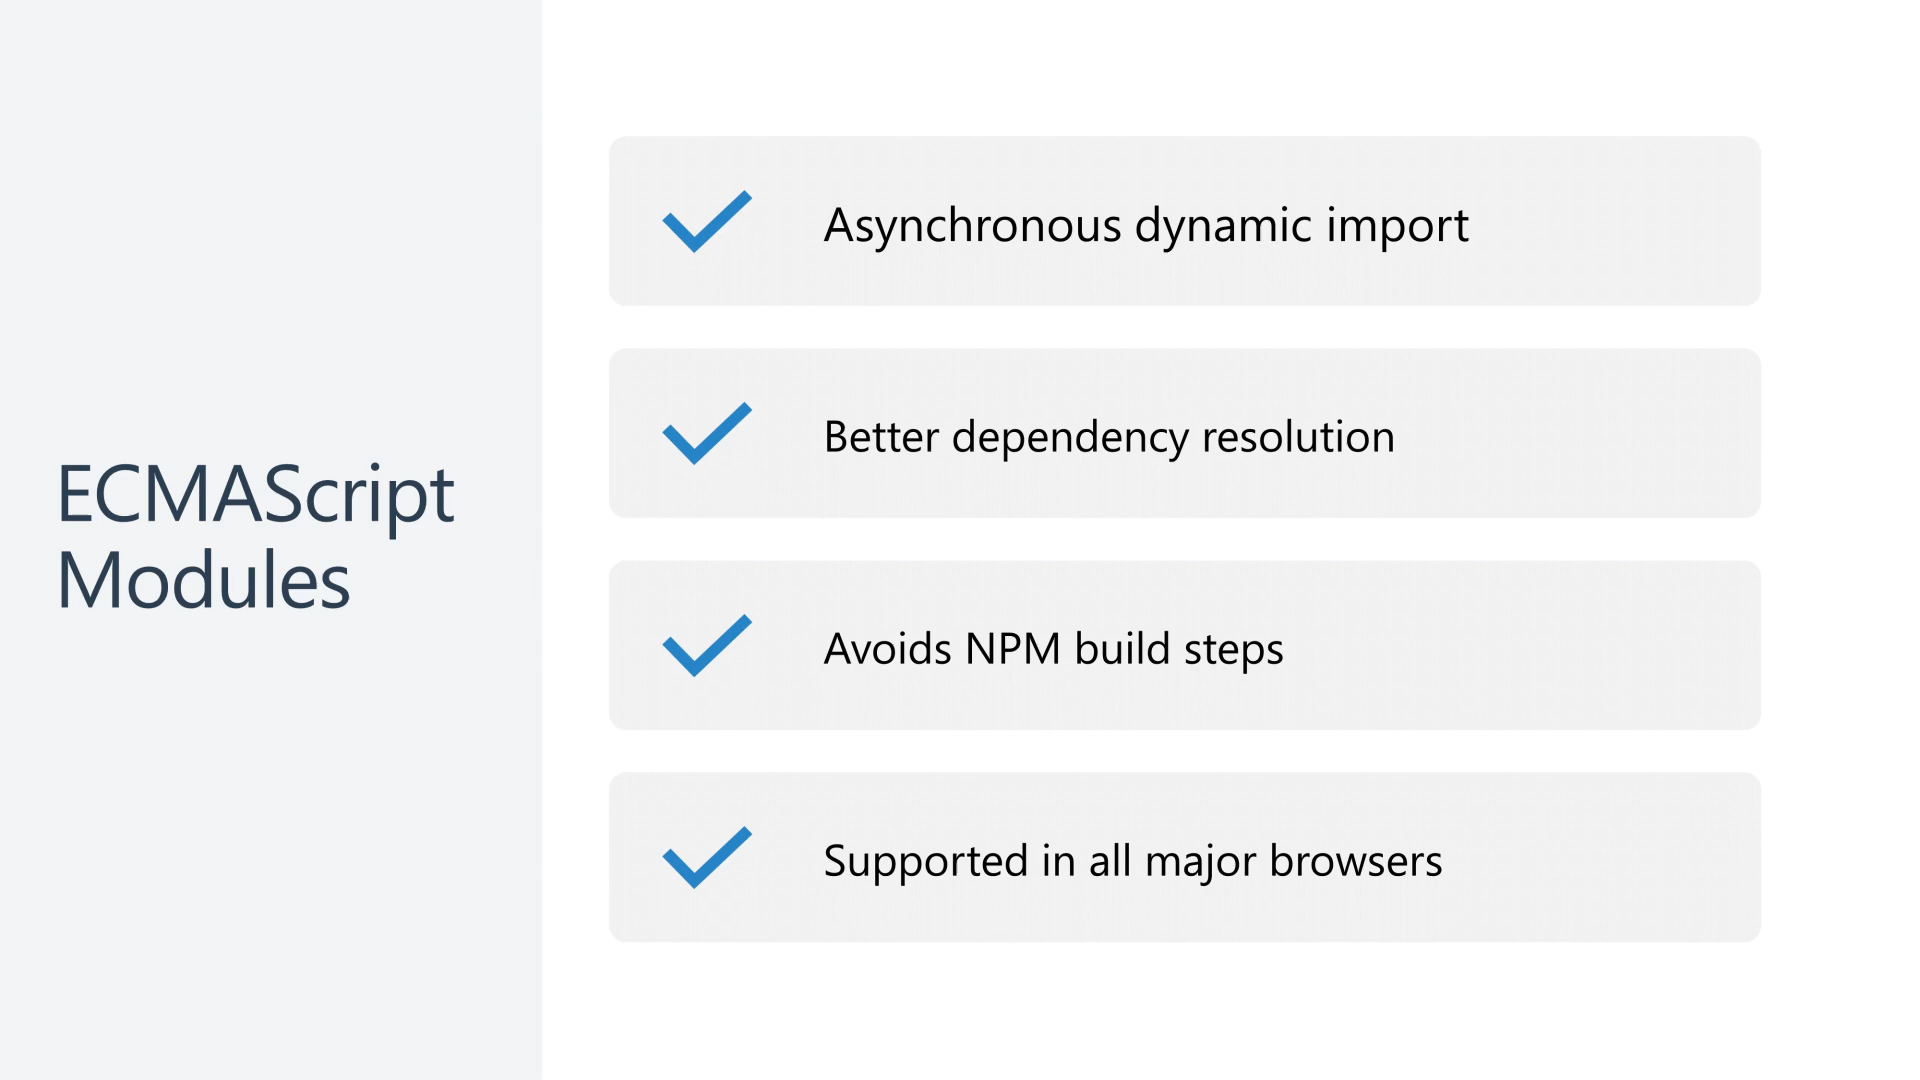 ECMAScript
Modules
Asynchronous dynamic import
Better dependency resolution
Avoids NPM build steps
Supported in all major browsers